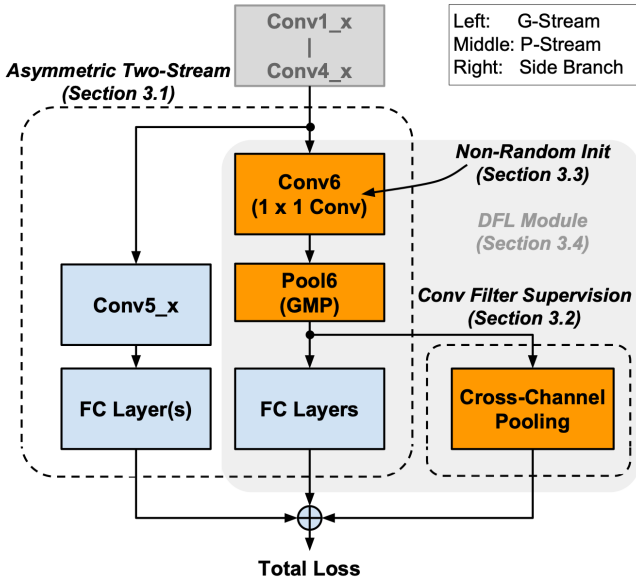 Conv1_x
|
Conv4_x
Left: G-Stream
Middle: P-Stream
Right: Side Branch
Asymmetric Two-Stream
(Section 3.1)
Conv6
(1 x 1 Conv)
Non-Random Init
(Section 3.3)
DFL Module
(Section 3.4)
Pool6
(GMP)
Conv5_x
Conv Filter Supervision
(Section 3.2)
FC Layer(s)
FC Layers
Cross-Channel
Pooling
Total Loss